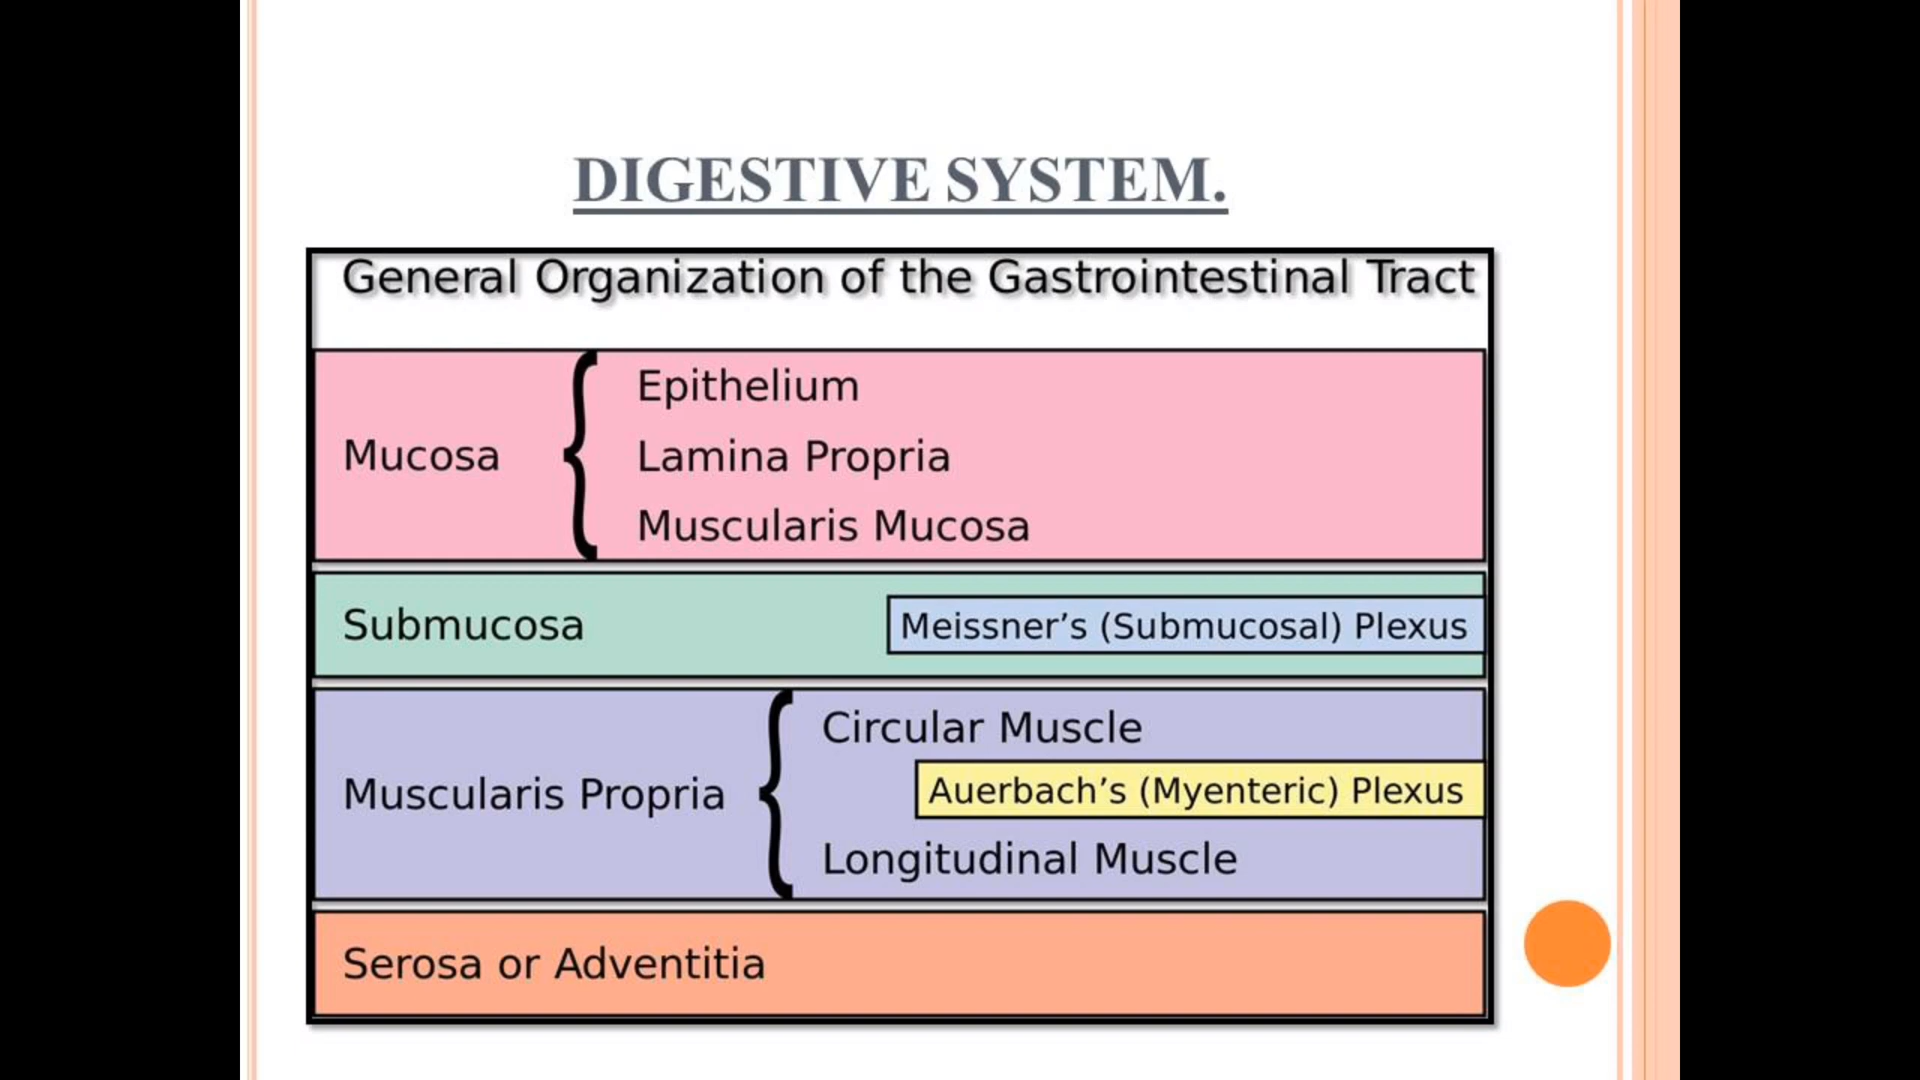 DIGESTIVE SYSTEM.
General Organization of the Gastrointestinal Tract
Epithelium
Mucosa
Lamina Propria
Muscularis Mucosa
Submucosa
Meissner’s (Submucosal) Plexus
Circular Muscle
Muscularis Propria
Auerbach’s (Myenteric) Plexus
Longitudinal Muscle
Serosa or Adventitia